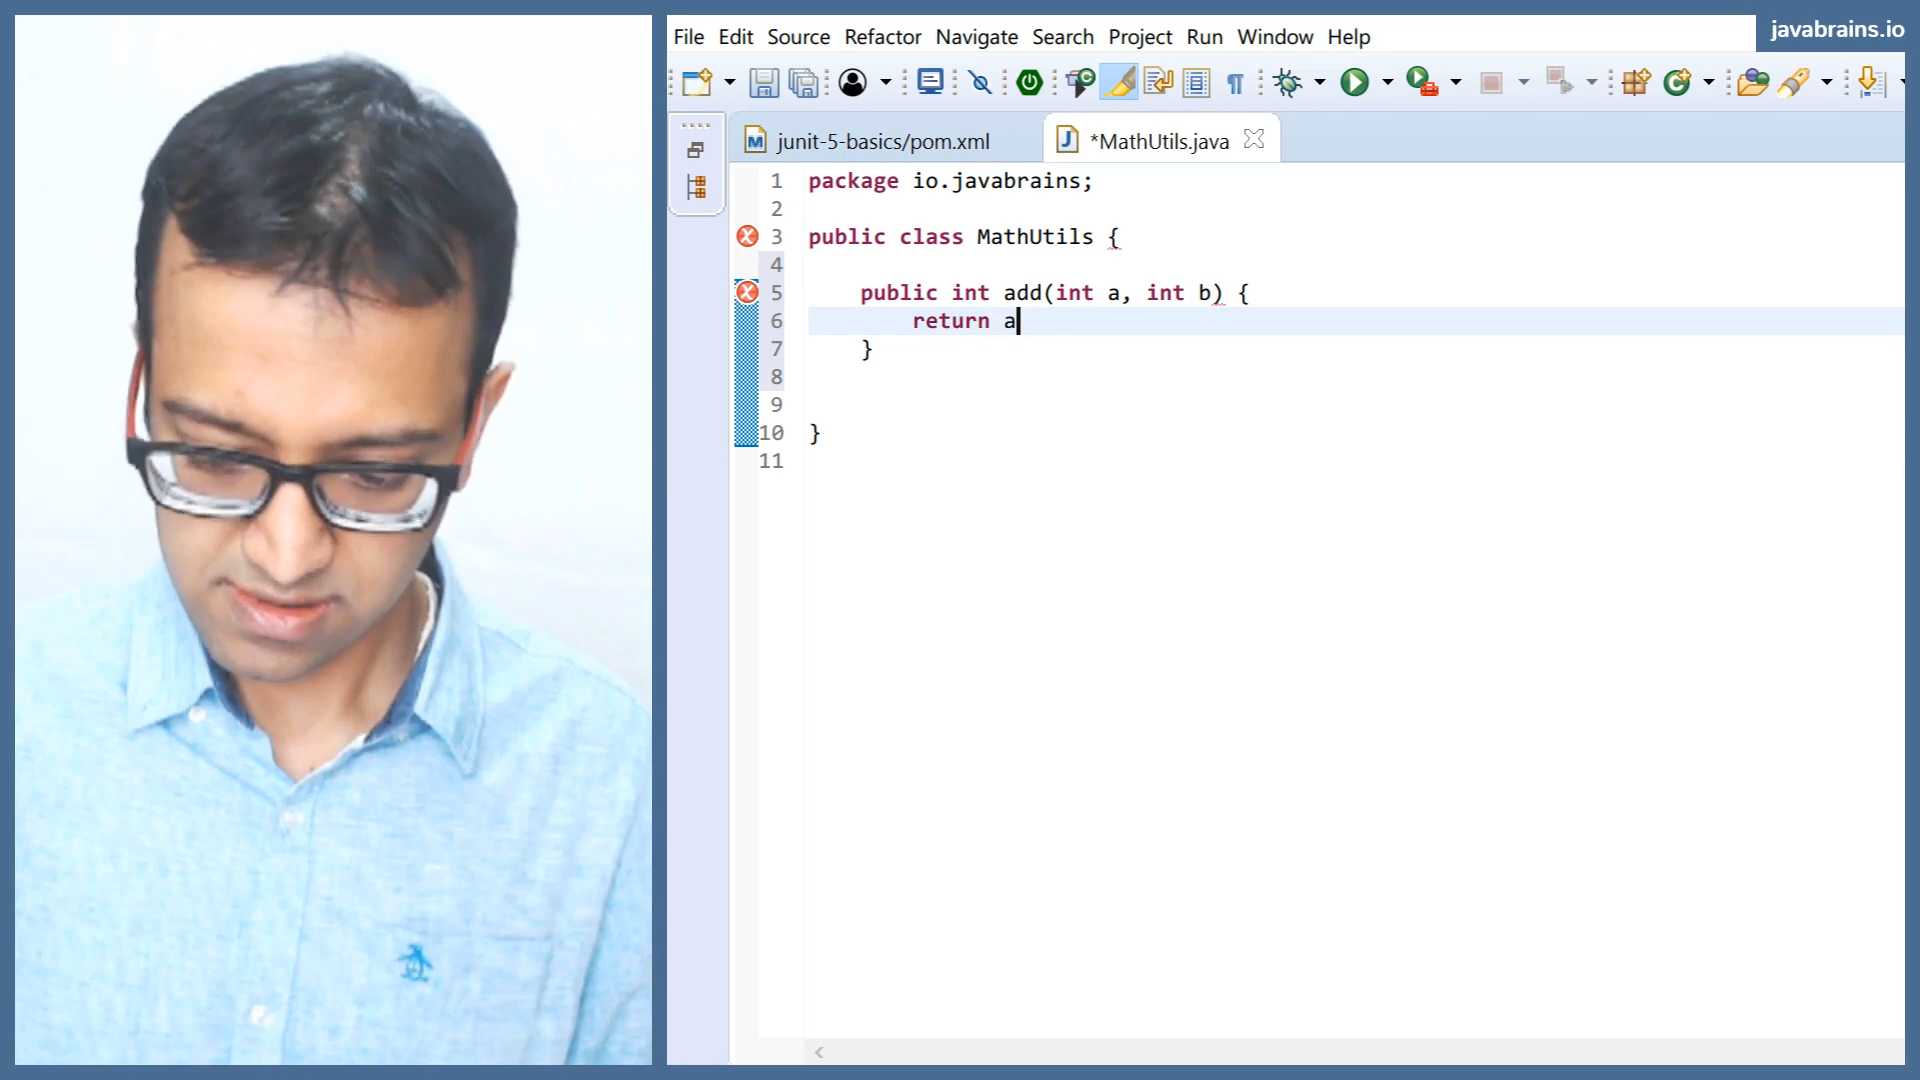 javabrains.io
File Edit Source Refactor Navigate Search Project Run Window Help
junit-5-basics/pom.xml *MathUtils.java
1 package io.javabrains;
2
3 public class MathUtils {
4
5 public int add(int a, int b) {
6 return a
7 }
8
9
10 }
11